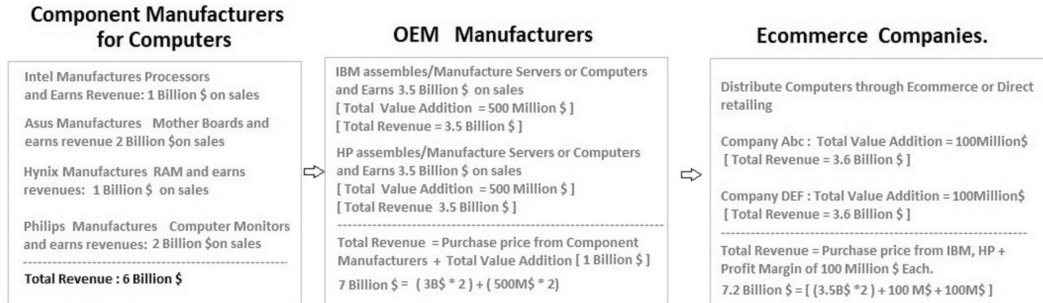 Component Manufacturers
for Computers
Intel Manufactures Processors
and Earns Revenue: 1 Billion $ on sales
Asus Manufactures Mother Boards and
earns revenue 2 Billion $on sales
Hynix Manufactures RAM and earns
revenues: 1 Billion $ on sales
Philips Manufactures Computer Monitors
and earns revenues: 2 Billion $on sales
Total Revenue : 6 Billion $
OEM Manufacturers
IBM assembles/Manufacture Servers or Computers
and Earns 3.5 Billion $ on sales
[ Total Value Addition = 500 Million $ ]
[ Total Revenue = 3.5 Billion $ ]
HP assembles/Manufacture Servers or Computers
and Earns 3.5 Billion $ on sales
[ Total Value Addition = 500 Million $ ]
[ Total Revenue 3.5 Billion $ ]
Total Revenue = Purchase price from Component
Manufacturers + Total Value Addition [ 1 Billion $ ]
7 Billion $ = ( 3B$ * 2 ) + ( 500M$ * 2)
Ecommerce Companies.
Distribute Computers through Ecommerce or Direct
retailing
Company Abc : Total Value Addition = 100Million$
[ Total Revenue = 3.6 Billion $ ]
Company DEF : Total Value Addition = 100Million$
[ Total Revenue = 3.6 Billion $ ]
Total Revenue = Purchase price from IBM, HP +
Profit Margin of 100 Million $ Each.
7.2 Billion $ = [ (3.5B$ *2 ) + 100 M$ + 100M$ ]